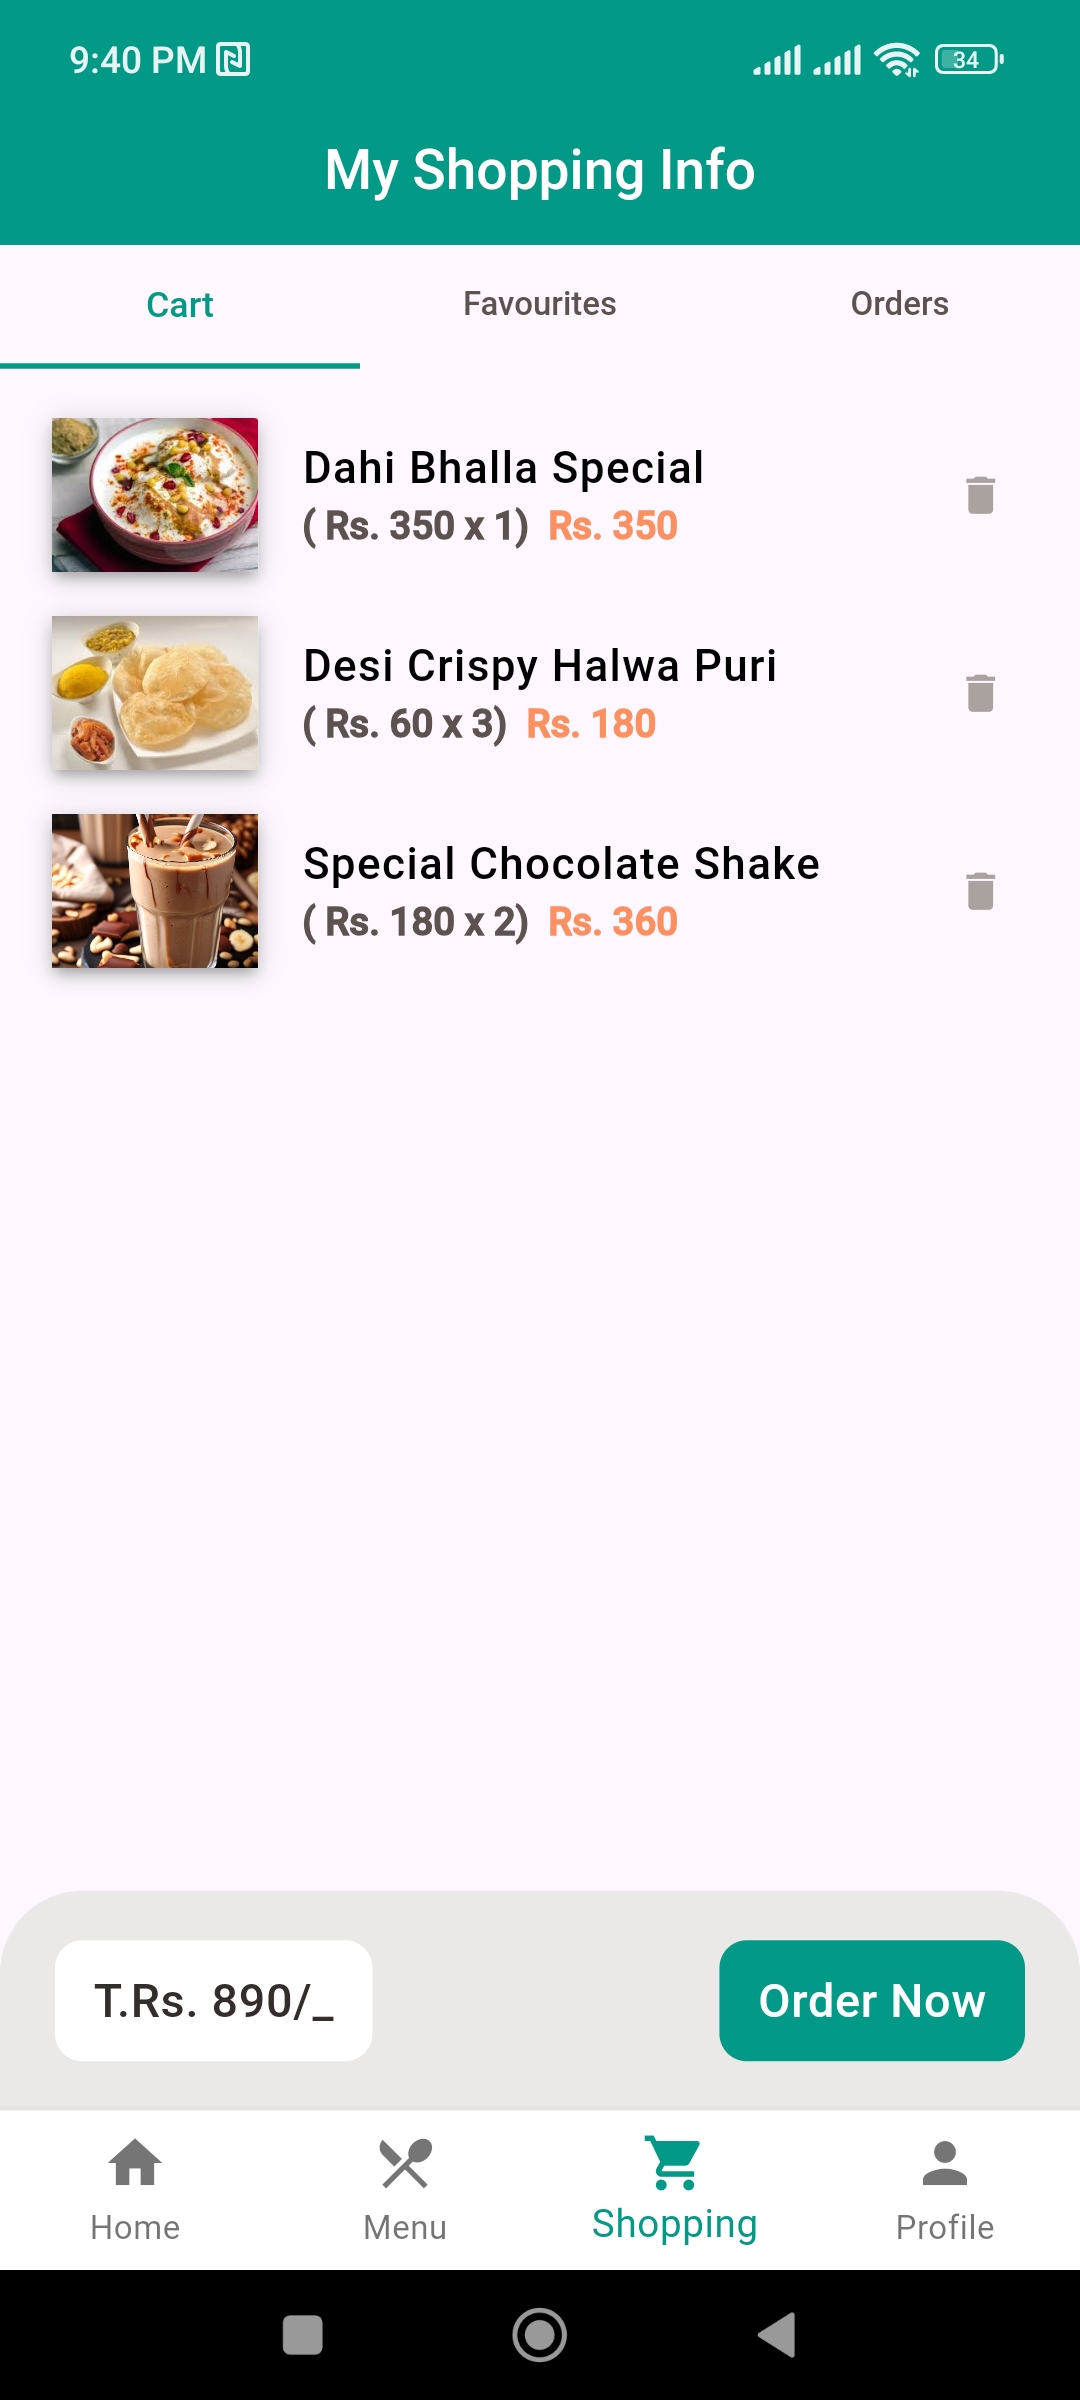 9:40 PM
34
My Shopping Info
Cart
Favourites
Orders
Dahi Bhalla Special
( Rs. 350 x 1) Rs. 350
Desi Crispy Halwa Puri
( Rs. 60 x 3) Rs. 180
Special Chocolate Shake
( Rs. 180 x 2) Rs. 360
T.Rs. 890/_
Order Now
Home
Menu
Shopping
Profile